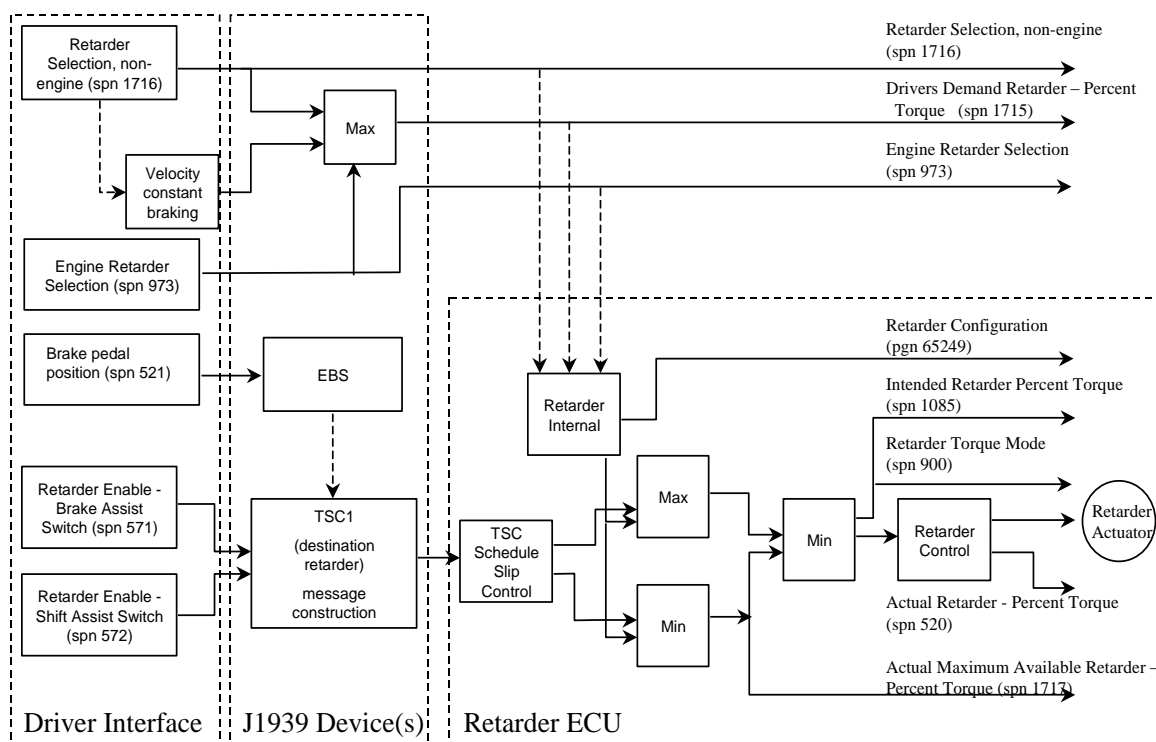 Retarder
Selection, non-
engine (spn 1716)
Velocity
constant
braking
Engine Retarder
Selection (spn 973)
Brake pedal
position (spn 521)
Retarder Enable -
Brake Assist
Switch (spn 571)
Retarder Enable -
Shift Assist Switch
(spn 572)
Driver Interface
Max
EBS
TSC1
(destination
retarder)
message construction
J1939 Device(s)
Retarder Selection, non-engine
(spn 1716)
Drivers Demand Retarder – Percent
Torque (spn 1715)
Engine Retarder Selection
(spn 973)
Retarder
Internal
TSC
Schedule
Slip
Control
Max
Min
Min
Retarder
Control
Retarder Configuration
(pgn 65249)
Intended Retarder Percent Torque
(spn 1085)
Retarder Torque Mode
(spn 900)
Retarder
Actuator
Actual Retarder - Percent Torque
(spn 520)
Actual Maximum Available Retarder –
Percent Torque (spn 1717)
Retarder ECU